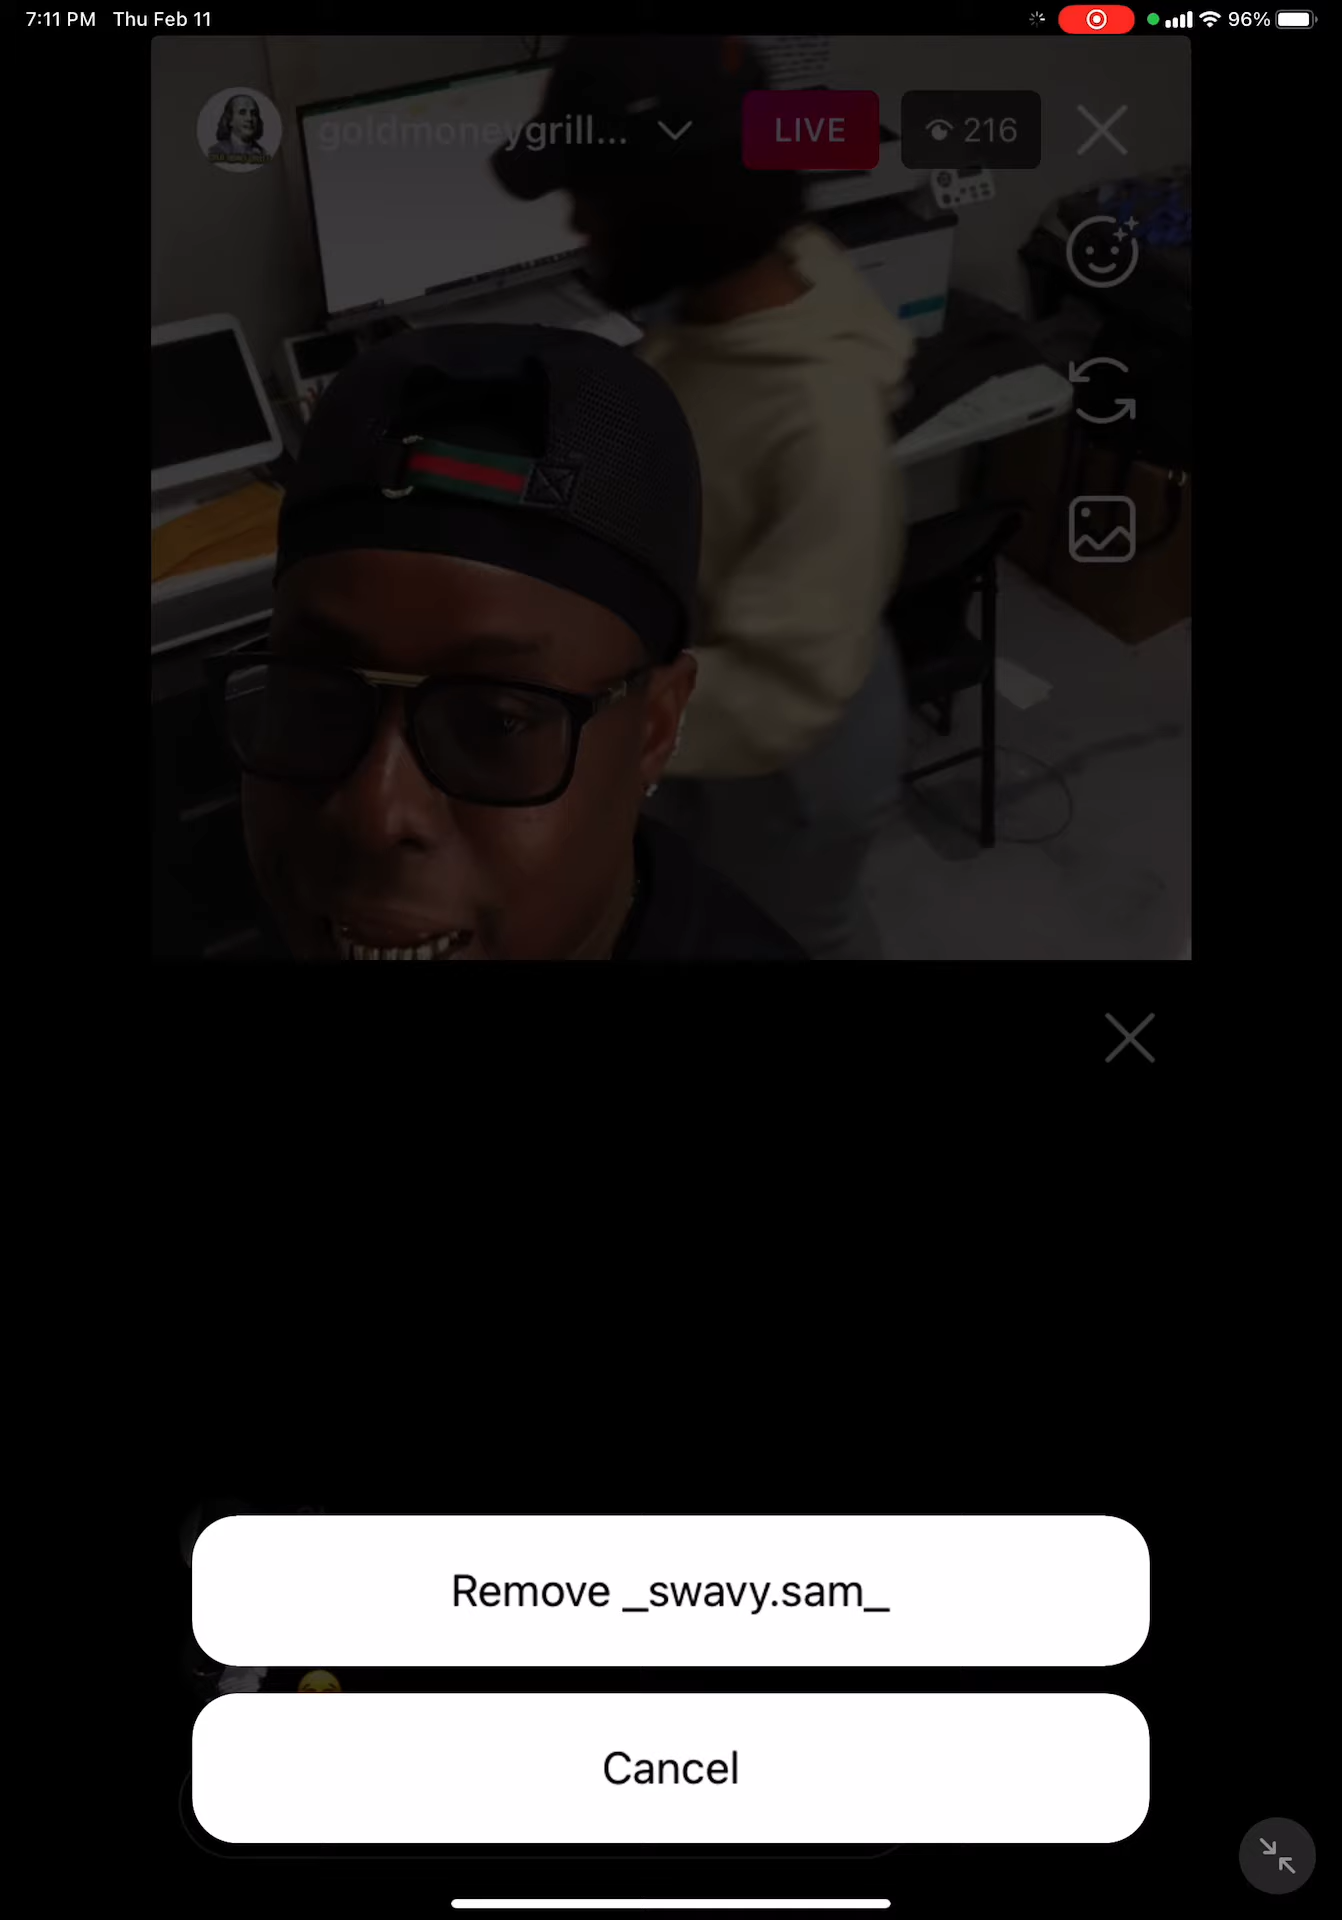 7:11 PM Thu Feb 11
96%
goldmoneygrill...
LIVE
216
Remove _swavy.sam_
Cancel